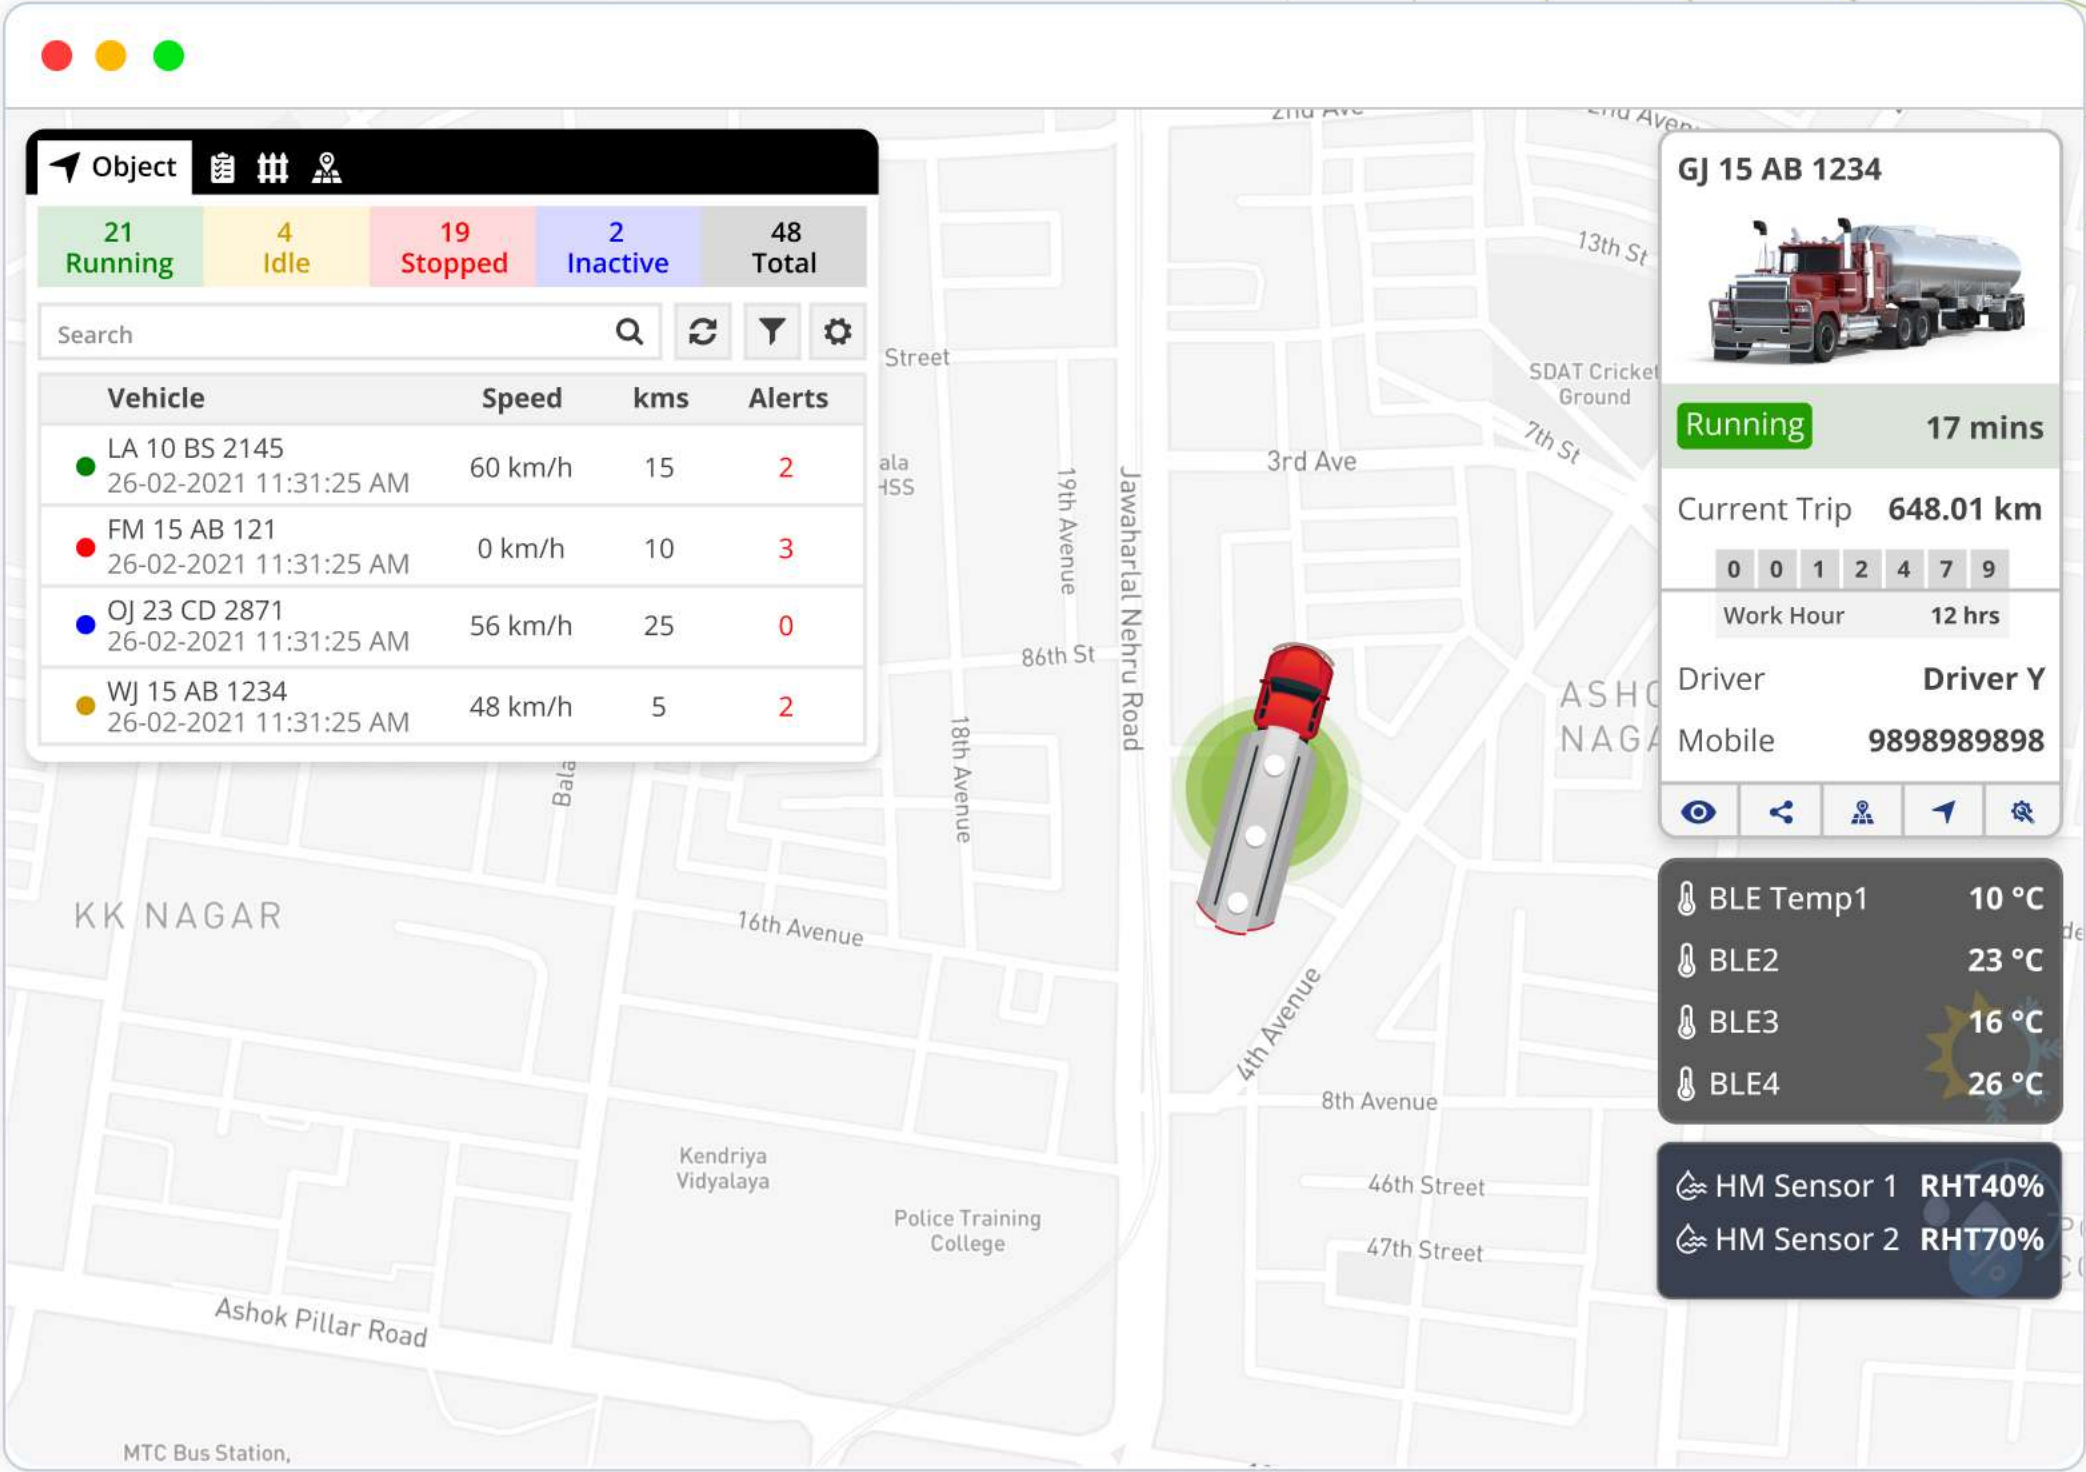 Object
21 4 19 2 48
Running Idle Stopped Inactive Total
Search
Vehicle Speed kms Alerts
LA 10 BS 2145
26-02-2021 11:31:25 AM 60 km/h 15 2
FM 15 AB 121
26-02-2021 11:31:25 AM 0 km/h 10 3
OJ 23 CD 2871
26-02-2021 11:31:25 AM 56 km/h 25 0
WJ 15 AB 1234
26-02-2021 11:31:25 AM 48 km/h 5 2
GJ 15 AB 1234
Running 17 mins
Current Trip 648.01 km
0 0 1 2 4 7 9
Work Hour 12 hrs
Driver Driver Y
Mobile 9898989898
BLE Temp1 10 °C
BLE2 23 °C
BLE3 16 °C
BLE4 26 °C
HM Sensor 1 RHT40%
HM Sensor 2 RHT70%
2nd Ave
2nd Aven
13th St
Street
SDAT Cricket
Ground
7th St
3rd Ave
ala
19th Avenue
Jawaharlal Nehru Road
86th St
ASHO
NAGA
18th Avenue
KK NAGAR
16th Avenue
4th Avenue
8th Avenue
Kendriya
Vidyalaya
46th Street
Police Training
College
47th Street
Ashok Pillar Road
MTC Bus Station,